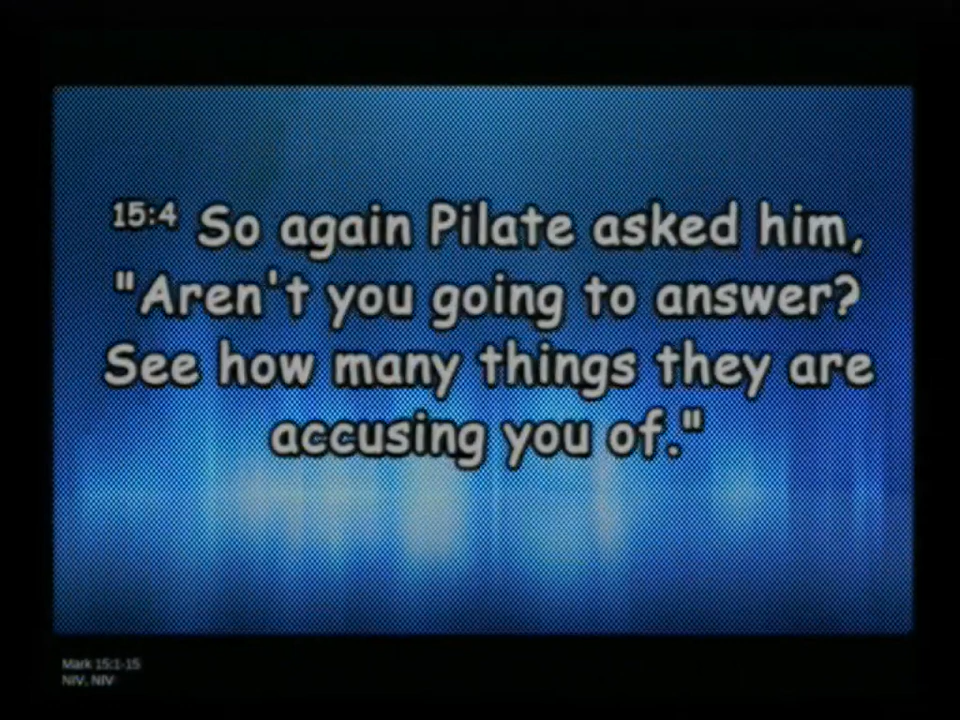 15:4 So again Pilate asked him,
"Aren't you going to answer?
See how many things they are
accusing you of."
Mark 15:1-15
NIV, NIV